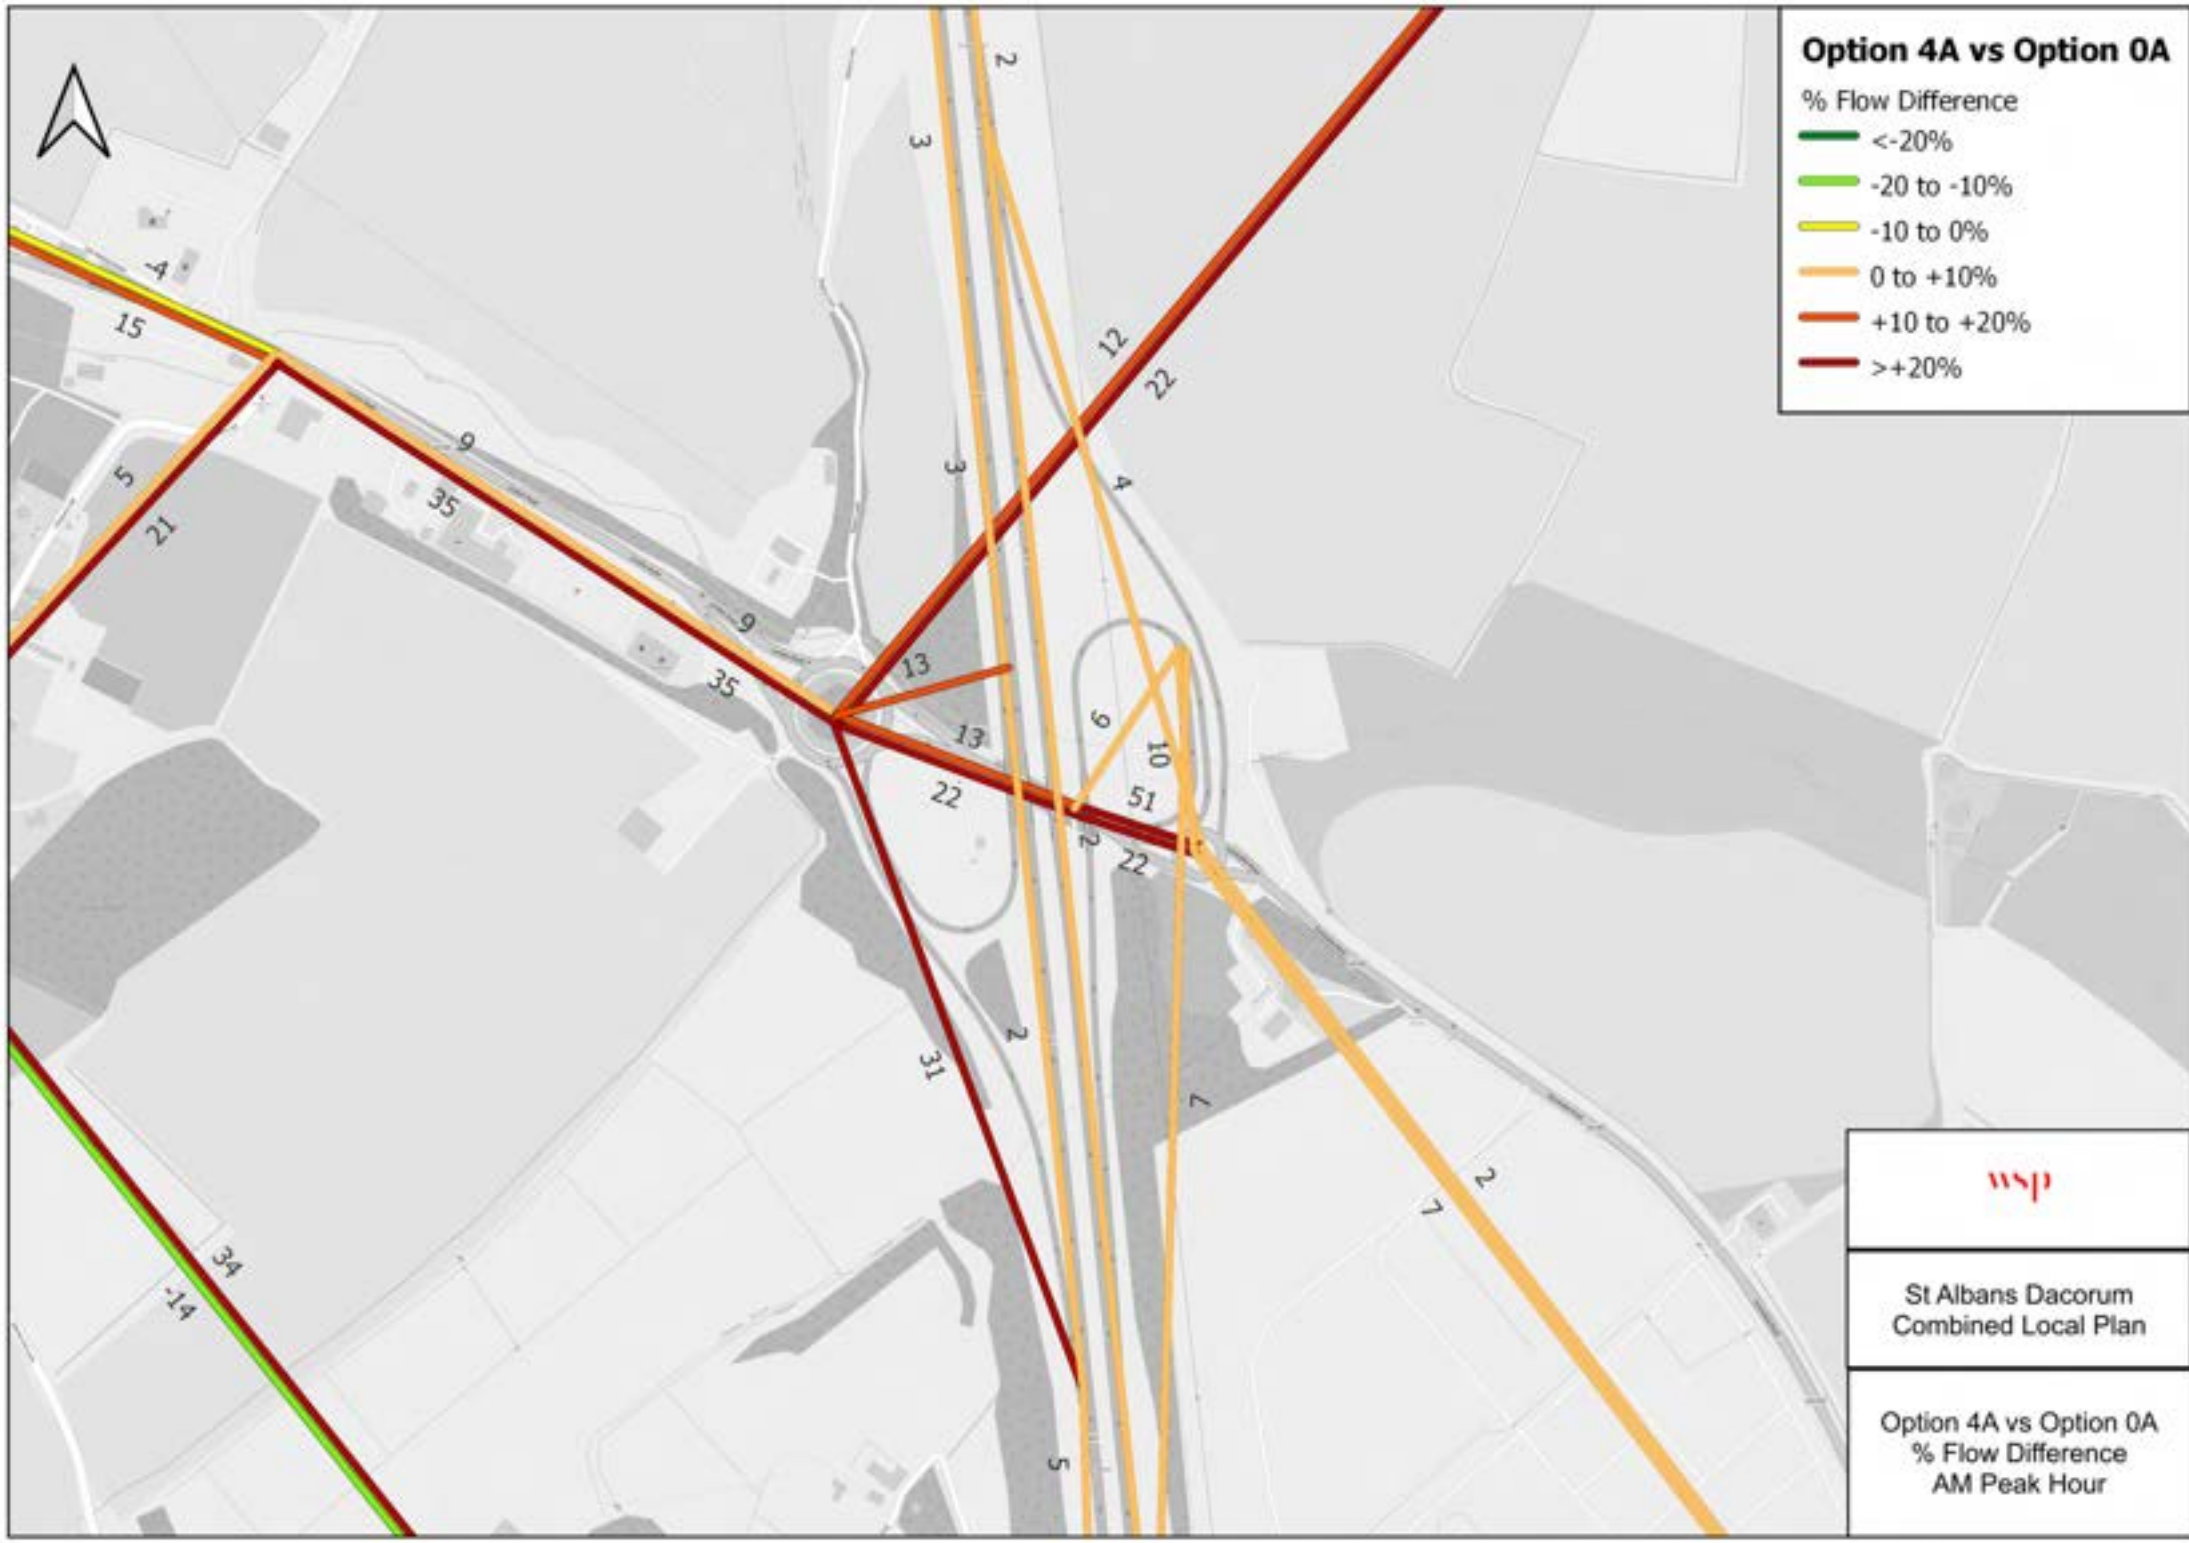 Option 4A vs Option 0A
% Flow Difference
<-20%
-20 to -10%
-10 to 0%
0 to +10%
+10 to +20%
>+20%
2
3
-4
15
12
22
9
35
3
4
5
21
9
35
13
13
22
9
10
51
2
22
31
2
7
2
7
34
-14
5
wsp
St Albans Dacorum
Combined Local Plan
Option 4A vs Option 0A
% Flow Difference
AM Peak Hour